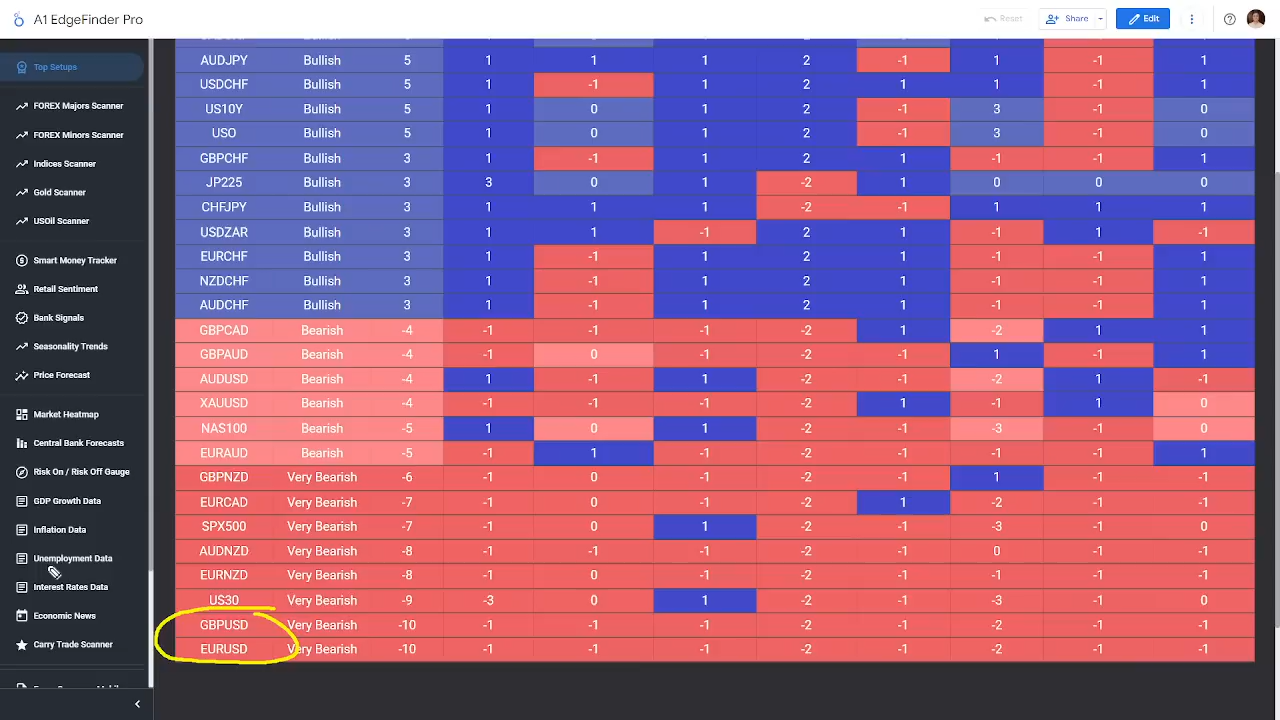 A1 EdgeFinder Pro
Reset
Share
Edit
Top Setups
FOREX Majors Scanner
FOREX Minors Scanner
Indices Scanner
Gold Scanner
USOil Scanner
Smart Money Tracker
Retail Sentiment
Bank Signals
Seasonality Trends
Price Forecast
Market Heatmap
Central Bank Forecasts
Risk On / Risk Off Gauge
GDP Growth Data
Inflation Data
Unemployment Data
Interest Rates Data
Economic News
Carry Trade Scanner
AUDJPY Bullish 5 1 1 1 2 -1 1 -1 1
USDCHF Bullish 5 1 -1 1 2 1 1 -1 1
US10Y Bullish 5 1 0 1 2 -1 3 -1 0
USO Bullish 5 1 0 1 2 -1 3 -1 0
GBPCHF Bullish 3 1 -1 1 2 1 -1 -1 1
JP225 Bullish 3 3 0 1 -2 1 0 0 0
CHFJPY Bullish 3 1 1 1 -2 -1 1 1 1
USDZAR Bullish 3 1 1 -1 2 1 -1 1 -1
EURCHF Bullish 3 1 -1 1 2 1 -1 -1 1
NZDCHF Bullish 3 1 -1 1 2 1 -1 -1 1
AUDCHF Bullish 3 1 -1 1 2 1 -1 -1 1
GBPCAD Bearish -4 -1 -1 -1 -2 1 -2 1 1
GBPAUD Bearish -4 -1 0 -1 -2 -1 1 -1 1
AUDUSD Bearish -4 1 -1 1 -2 -1 -2 1 -1
XAUUSD Bearish -4 -1 -1 -1 -2 1 -1 1 0
NAS100 Bearish -5 1 0 1 -2 -1 -3 -1 0
EURAUD Bearish -5 -1 1 -1 -2 -1 -1 -1 1
GBPNZD Very Bearish -6 -1 0 -1 -2 -1 1 -1 -1
EURCAD Very Bearish -7 -1 0 -1 -2 1 -2 -1 -1
SPX500 Very Bearish -7 -1 0 1 -2 -1 -3 -1 0
AUDNZD Very Bearish -8 -1 -1 -1 -2 -1 0 -1 -1
EURNZD Very Bearish -8 -1 0 -1 -2 -1 -1 -1 -1
US30 Very Bearish -9 -3 0 1 -2 -1 -3 -1 0
GBPUSD Very Bearish -10 -1 -1 -1 -2 -1 -2 -1 -1
EURUSD Very Bearish -10 -1 -1 -1 -2 -1 -2 -1 -1